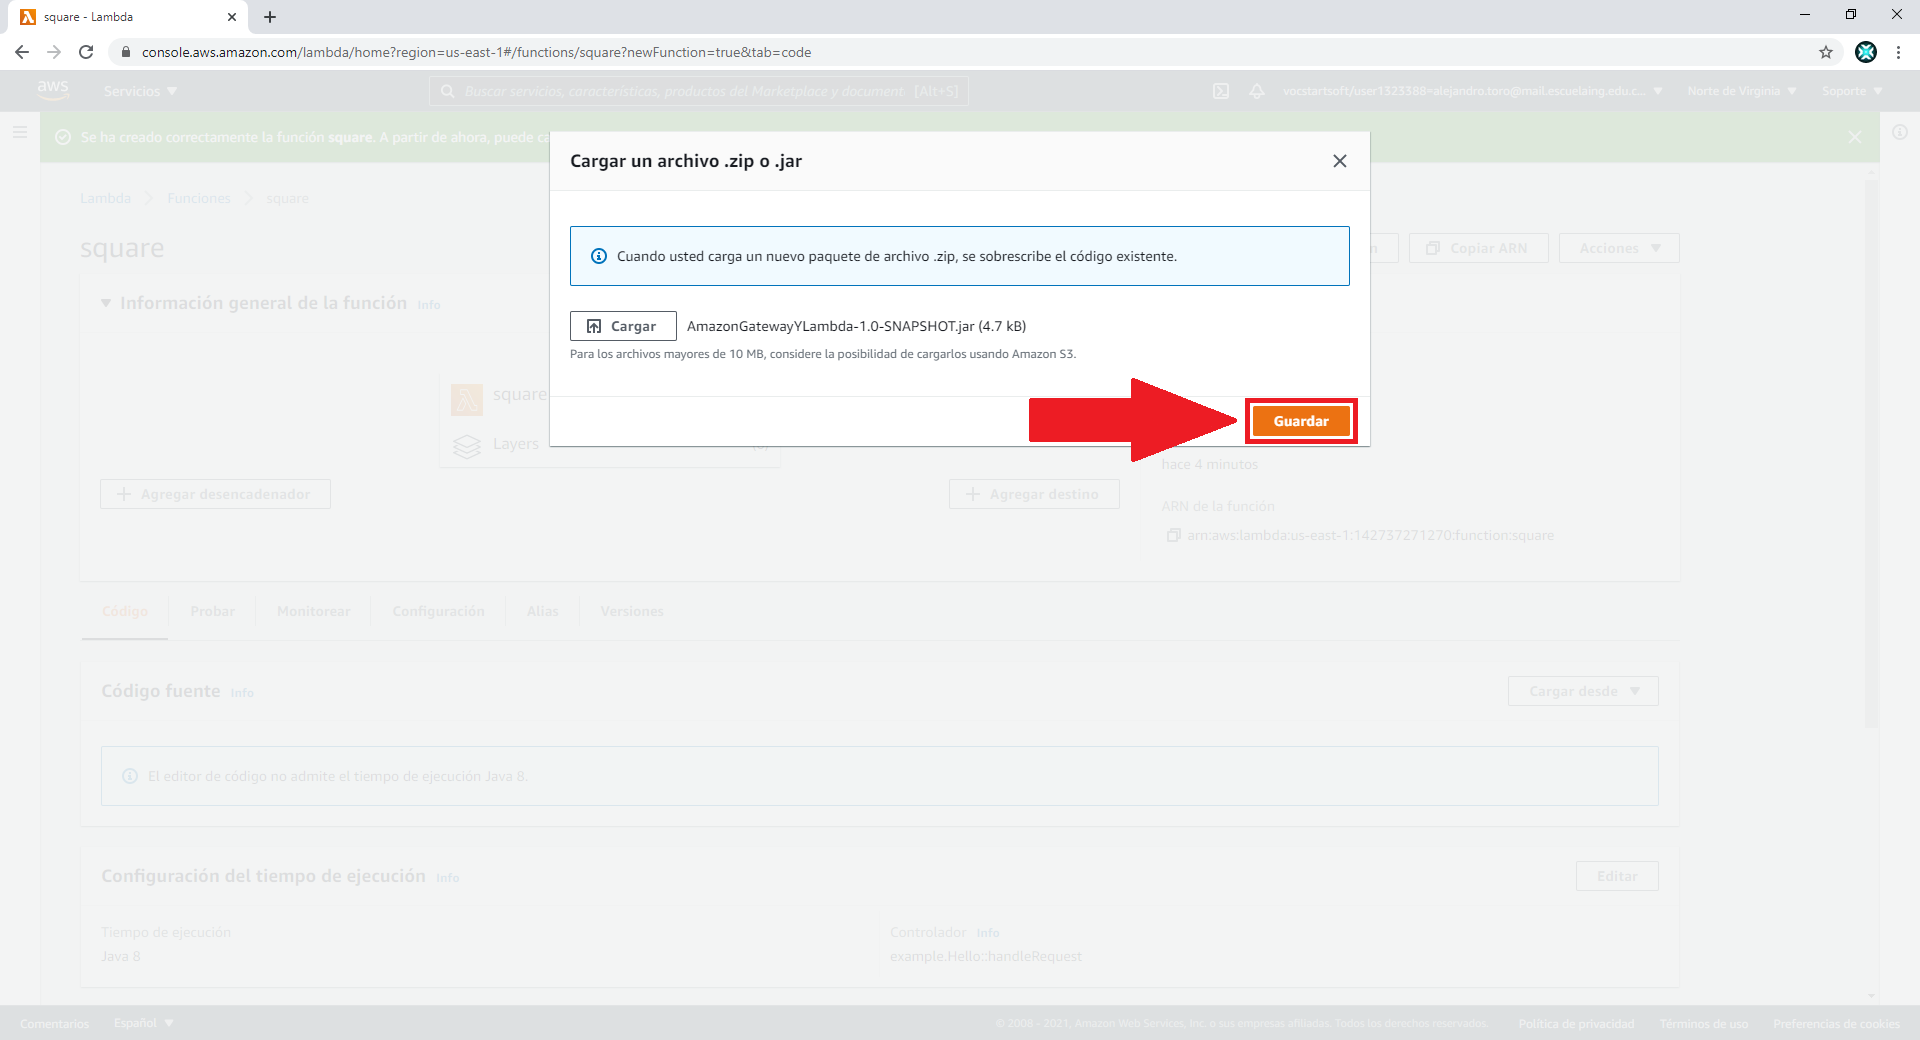 square - Lambda
console.aws.amazon.com/lambda/home?region=us-east-1#/functions/square?newFunction=true&tab=code
aws
Servicios
Buscar servicios, características, productos del Marketplace y document [Alt+S]
vocstartsoft/user1323388=alejandro.toro@mail.escuelaing.edu.c...
Norte de Virginia
Soporte
Se ha creado correctamente la función square. A partir de ahora, puede ca
Cargar un archivo .zip o .jar
Lambda
Funciones
square
square
n
Copiar ARN
Acciones
Cuando usted carga un nuevo paquete de archivo .zip, se sobrescribe el código existente.
Información general de la función Info
Cargar
AmazonGatewayYLambda-1.0-SNAPSHOT.jar (4.7 kB)
Para los archivos mayores de 10 MB, considere la posibilidad de cargarlos usando Amazon S3.
square
Guardar
Layers
hace 4 minutos
Agregar desencadenador
Agregar destino
ARN de la función
arn:aws:lambda:us-east-1:142737271270:function:square
Código
Probar
Monitorear
Configuración
Alias
Versiones
Código fuente Info
Cargar desde
El editor de código no admite el tiempo de ejecución Java 8.
Configuración del tiempo de ejecución Info
Editar
Tiempo de ejecución
Controlador Info
Java 8
example.Hello::handleRequest
Comentarios
Español
© 2008 - 2021, Amazon Web Services, Inc. o sus empresas afiliadas. Todos los derechos reservados.
Política de privacidad
Términos de uso
Preferencias de cookies